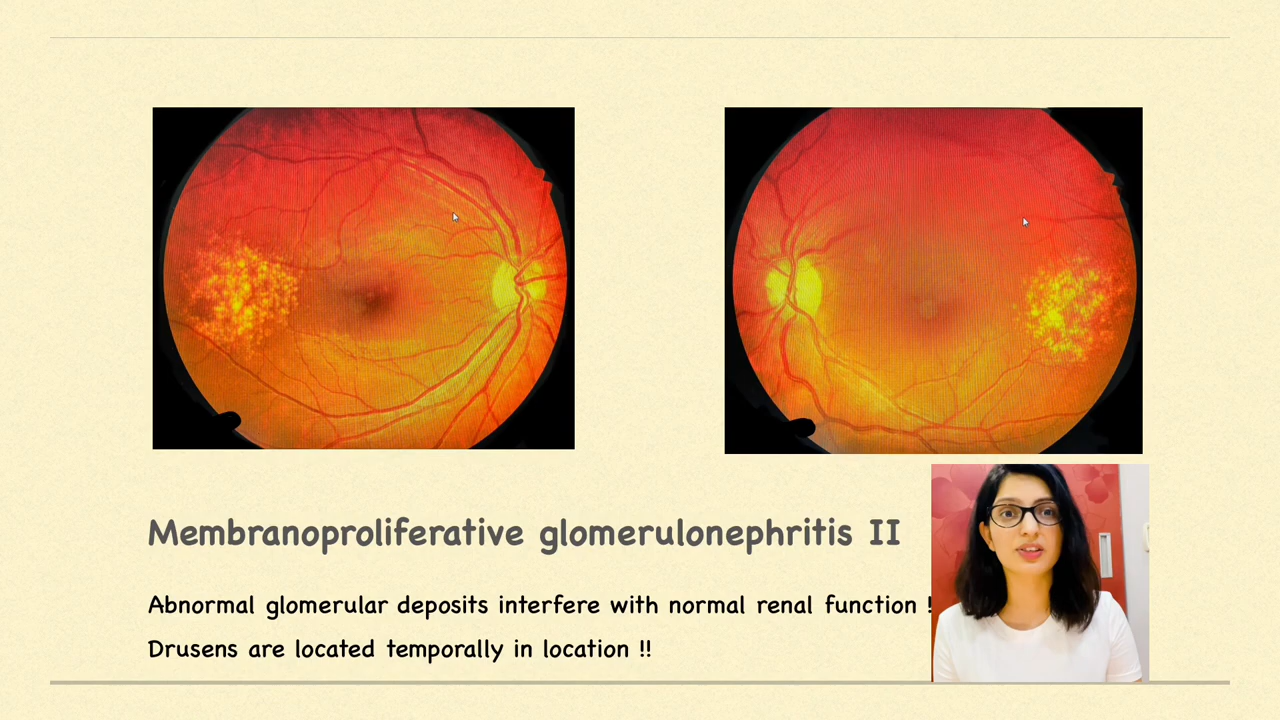 Membranoproliferative glomerulonephritis II
Abnormal glomerular deposits interfere with normal renal function !
Drusens are located temporally in location !!